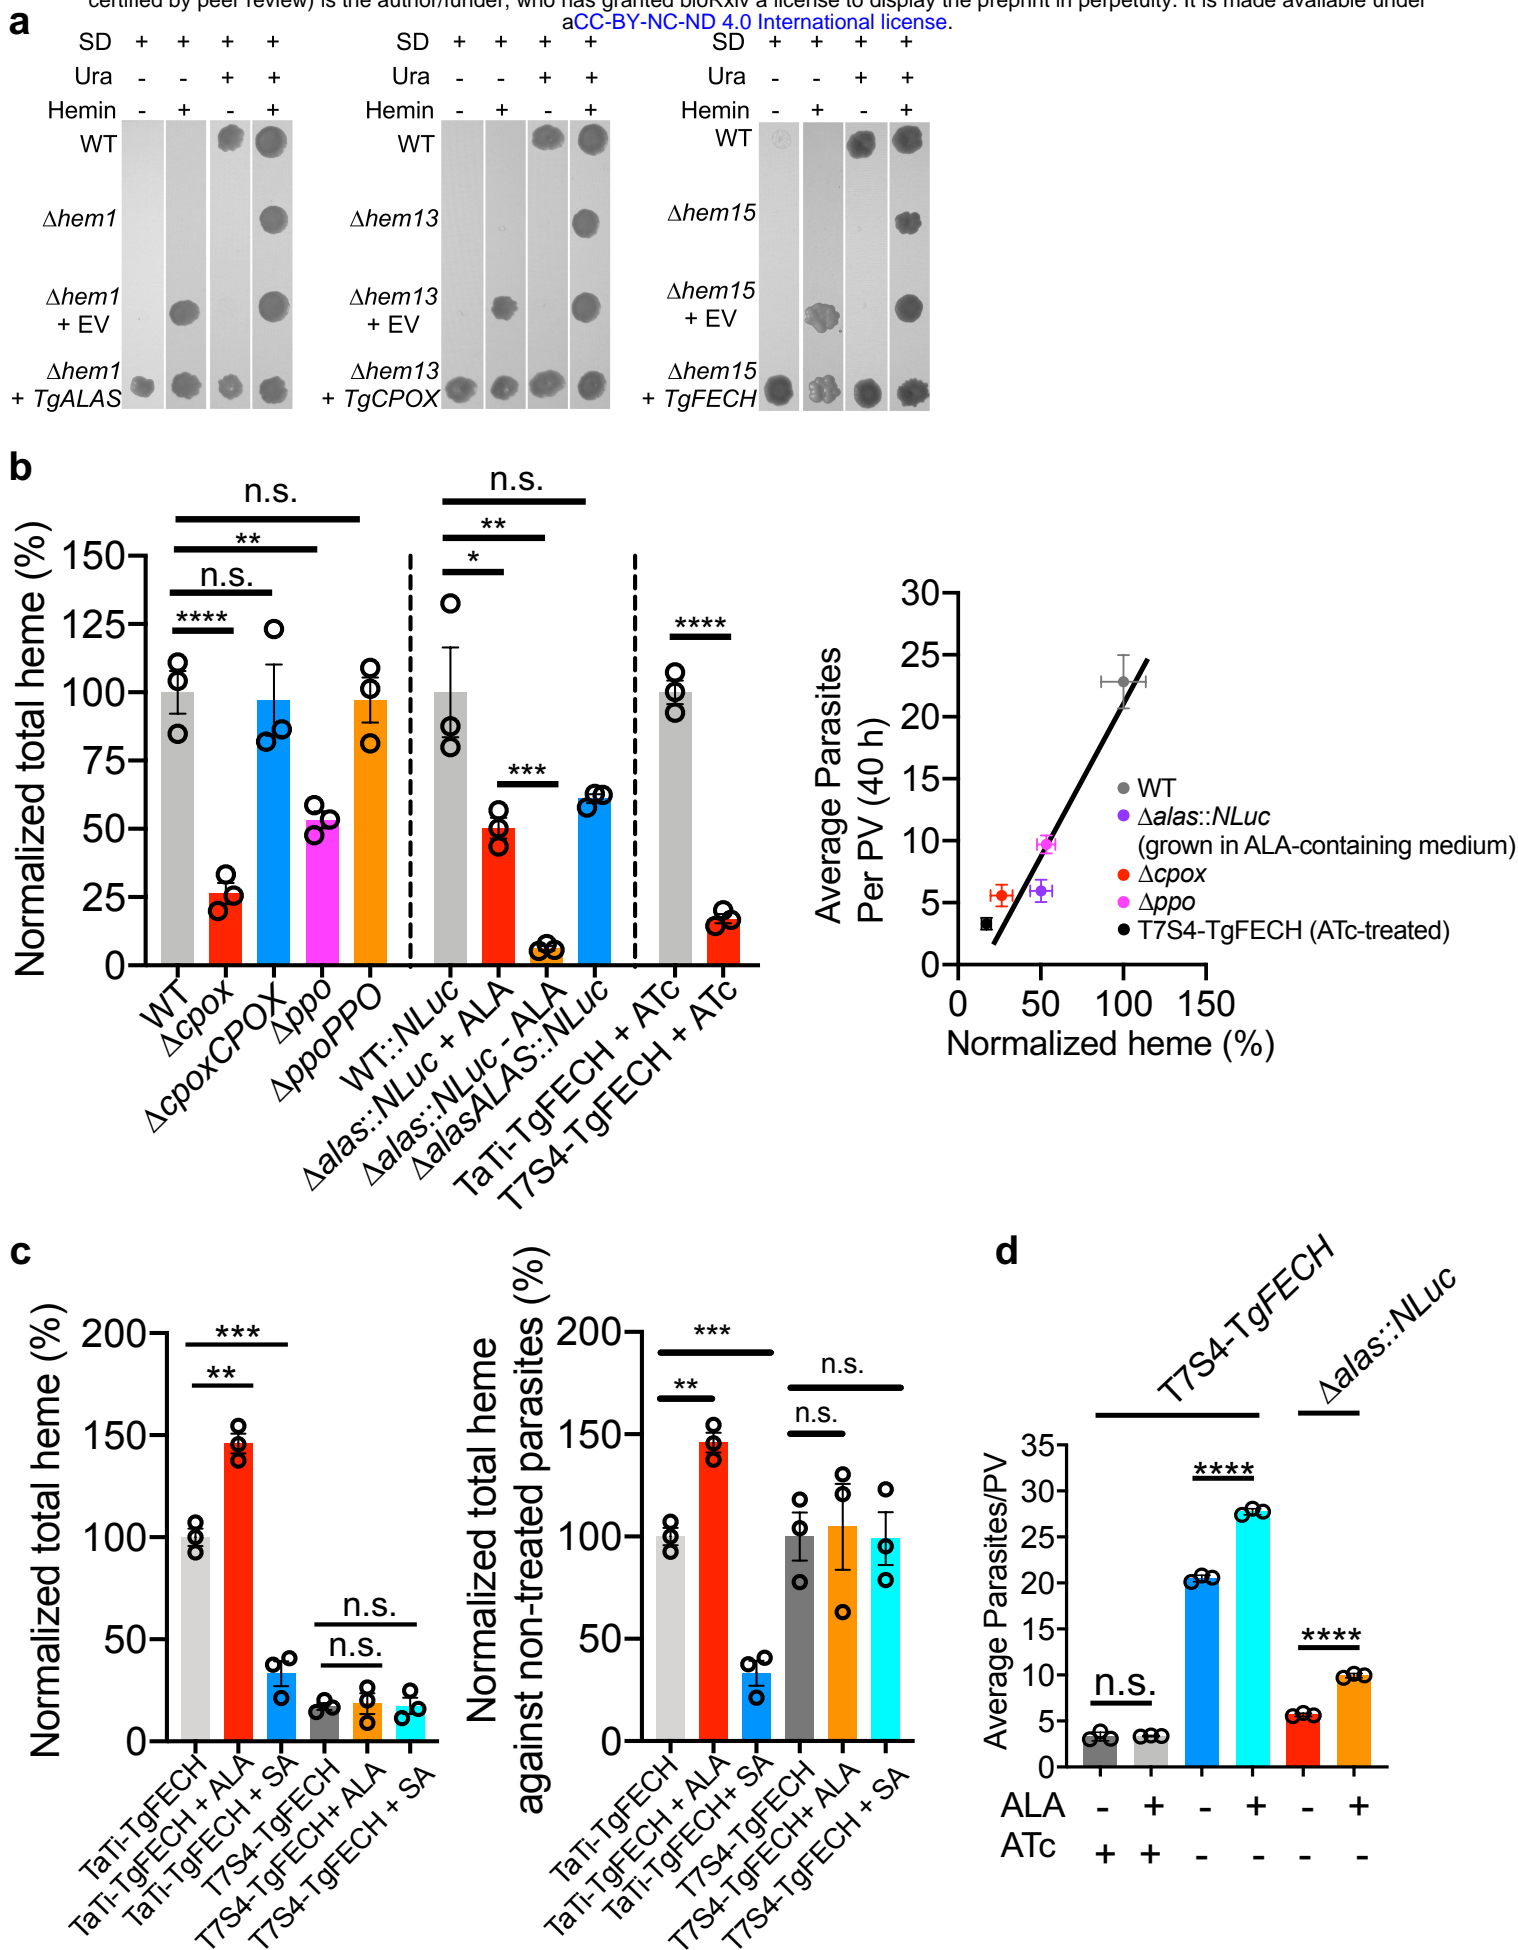 certified by peer review) is the author/funder, who has granted bioRxiv a license to display the preprint in perpetuity. It is made available under
aCC-BY-NC-ND 4.0 International license.
a
SD + + + +
Ura - - + +
Hemin - + - +
WT
Δhem1
Δhem1
+ EV
Δhem1
+ TgALAS
SD + + + +
Ura - - + +
Hemin - + - +
WT
Δhem13
Δhem13
+ EV
Δhem13
+ TgCPOX
SD + + + +
Ura - - + +
Hemin - + - +
WT
Δhem15
Δhem15
+ EV
Δhem15
+ TgFECH
b
Normalized total heme (%)
150
125
100
75
50
25
0
n.s.
**
n.s.
****
n.s.
**
*
***
****
WT
Δcpox
ΔcpoxCPOX
Δppo
ΔppoPPO
WT::NLuc
Δalas::NLuc + ALA
Δalas::NLuc - ALA
ΔalasALAS::NLuc
TaTi-TgFECH + ATc
T7S4-TgFECH + ATc
Average Parasites
Per PV (40 h)
30
25
20
15
10
5
0
0 50 100 150
Normalized heme (%)
WT
Δalas::NLuc
(grown in ALA-containing medium)
Δcpox
Δppo
T7S4-TgFECH (ATc-treated)
c
Normalized total heme (%)
200
150
100
50
0
***
**
n.s.
n.s.
TaTi-TgFECH
TaTi-TgFECH + ALA
TaTi-TgFECH + SA
T7S4-TgFECH
T7S4-TgFECH+ ALA
T7S4-TgFECH + SA
Normalized total heme
against non-treated parasites (%)
200
150
100
50
0
***
**
n.s.
n.s.
TaTi-TgFECH
TaTi-TgFECH + ALA
TaTi-TgFECH+ SA
T7S4-TgFECH
T7S4-TgFECH+ ALA
T7S4-TgFECH + SA
d
T7S4-TgFECH
Δalas::NLuc
Average Parasites/PV
35
30
25
20
15
10
5
0
n.s.
****
****
ALA - + - + - +
ATc + + - - - -